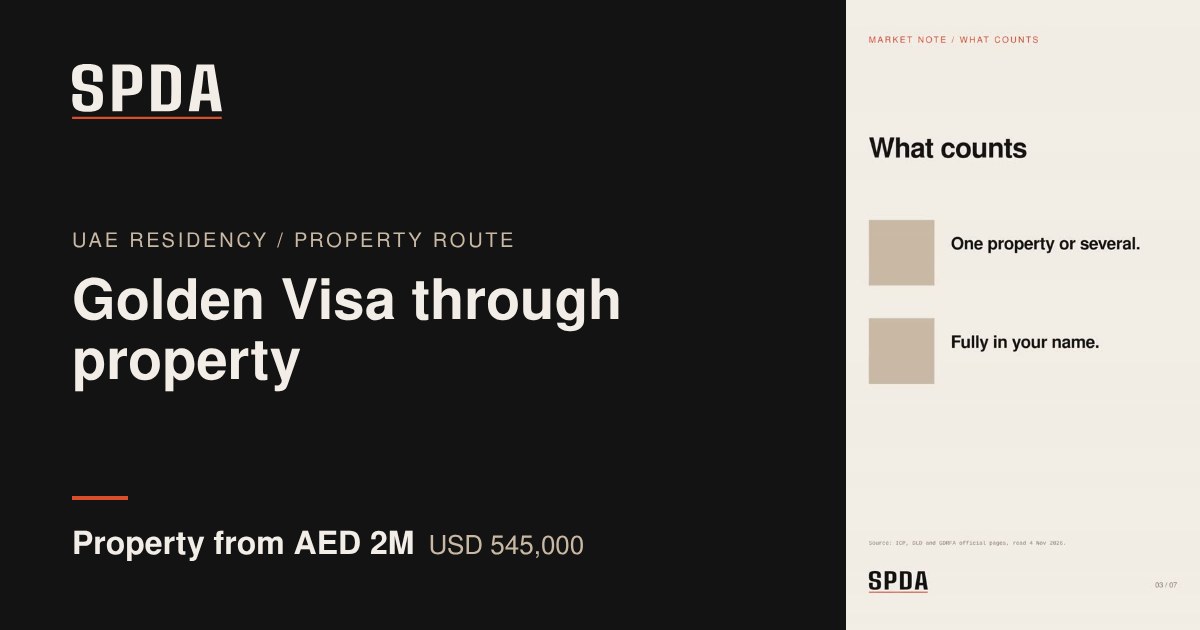 SPDA
UAE RESIDENCY / PROPERTY ROUTE
Golden Visa through
property
Property from AED 2M USD 545,000
MARKET NOTE / WHAT COUNTS
What counts
One property or several.
Fully in your name.
Source: ICP, DLD and GDRFA official pages, read 4 Nov
SPDA
03 / 07